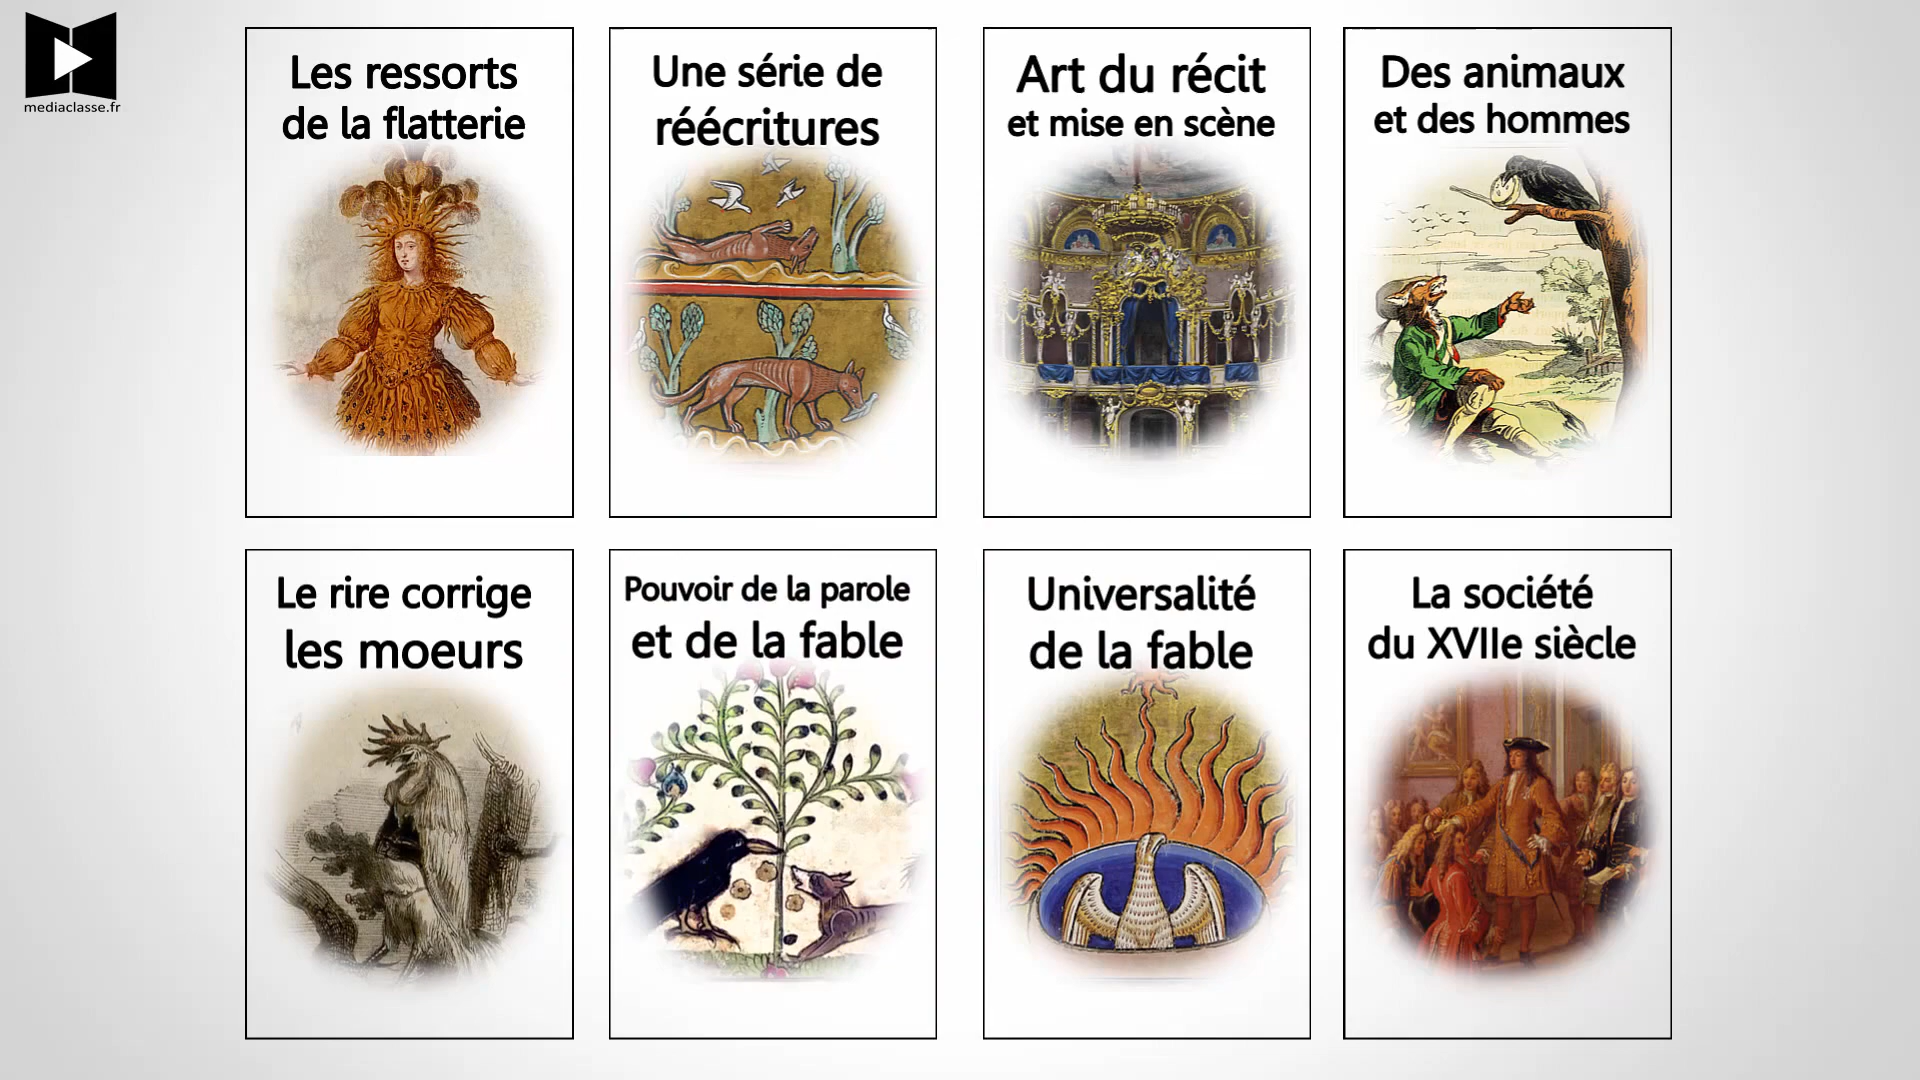 mediaclasse.fr
Les ressorts
de la flatterie
Une série de
réécritures
Art du récit
et mise en scène
Des animaux
et des hommes
Le rire corrige
les moeurs
Pouvoir de la parole
et de la fable
Universalité
de la fable
La société
du XVIIe siècle